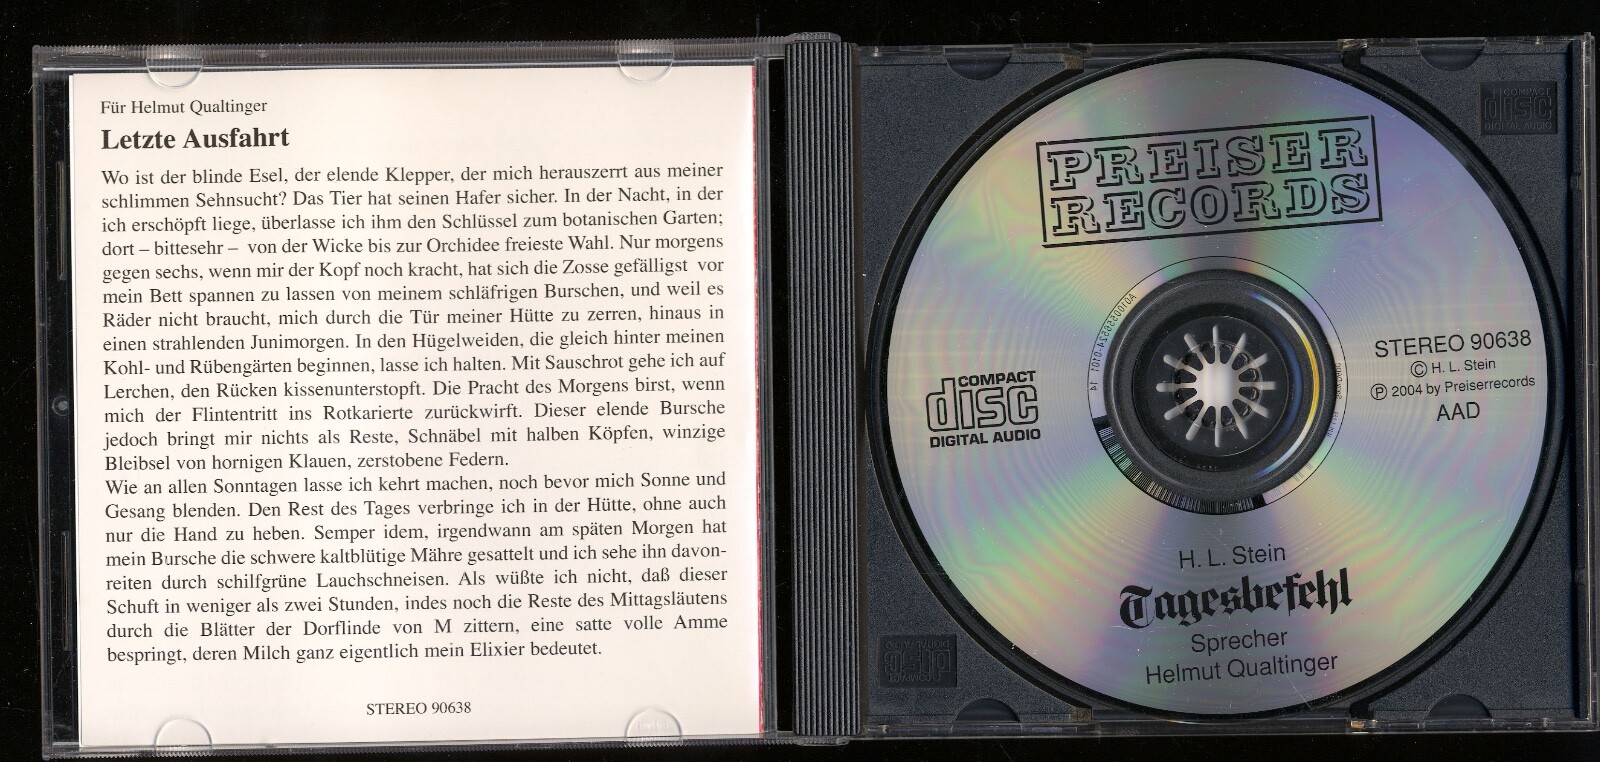 Für Helmut Qualtinger
Letzte Ausfahrt
Wo ist der blinde Esel, der elende Klepper, der mich herauszerrt aus meiner
schlimmen Sehnsucht? Das Tier hat seinen Hafer sicher. In der Nacht, in der
ich erschöpft liege, überlasse ich ihm den Schlüssel zum botanischen Garten;
dort – bittesehr – von der Wicke bis zur Orchidee freieste Wahl. Nur morgens
gegen sechs, wenn mir der Kopf noch kracht, hat sich die Zosse gefälligst vor
mein Bett spannen zu lassen von meinem schläfrigen Burschen, und weil es
Räder nicht braucht, mich durch die Tür meiner Hütte zu zerren, hinaus in
einen strahlenden Junimorgen. In den Hügelweiden, die gleich hinter meinen
Kohl- und Rübengärten beginnen, lasse ich halten. Mit Sauschrot gehe ich auf
Lerchen, den Rücken kissenunterstopft. Die Pracht des Morgens birst, wenn
mich der Flintentritt ins Rotkarierte zurückwirft. Dieser elende Bursche
jedoch bringt mir nichts als Reste, Schnäbel mit halben Köpfen, winzige
Bleibsel von hornigen Klauen, zerstobene Federn.
Wie an allen Sonntagen lasse ich kehrt machen, noch bevor mich Sonne und
Gesang blenden. Den Rest des Tages verbringe ich in der Hütte, ohne auch
nur die Hand zu heben. Semper idem, irgendwann am späten Morgen hat
mein Bursche die schwere kaltblütige Mähre gesattelt und ich sehe ihn davon-
reiten durch schilfgrüne Lauchschneisen. Als wüßte ich nicht, daß dieser
Schuft in weniger als zwei Stunden, indes noch die Reste des Mittagsläutens
durch die Blätter der Dorflinde von M zittern, eine satte volle Amme
bespringt, deren Milch ganz eigentlich mein Elixier bedeutet.
STEREO 90638
PREISER
RECORDS
COMPACT
disc
DIGITAL AUDIO
STEREO 90638
© H. L. Stein
℗ 2004 by Preiserrecords
AAD
H. L. Stein
Tagesbefehl
Sprecher
Helmut Qualtinger
COMPACT
disc
DIGITAL AUDIO
COMPACT
disc
DIGITAL AUDIO